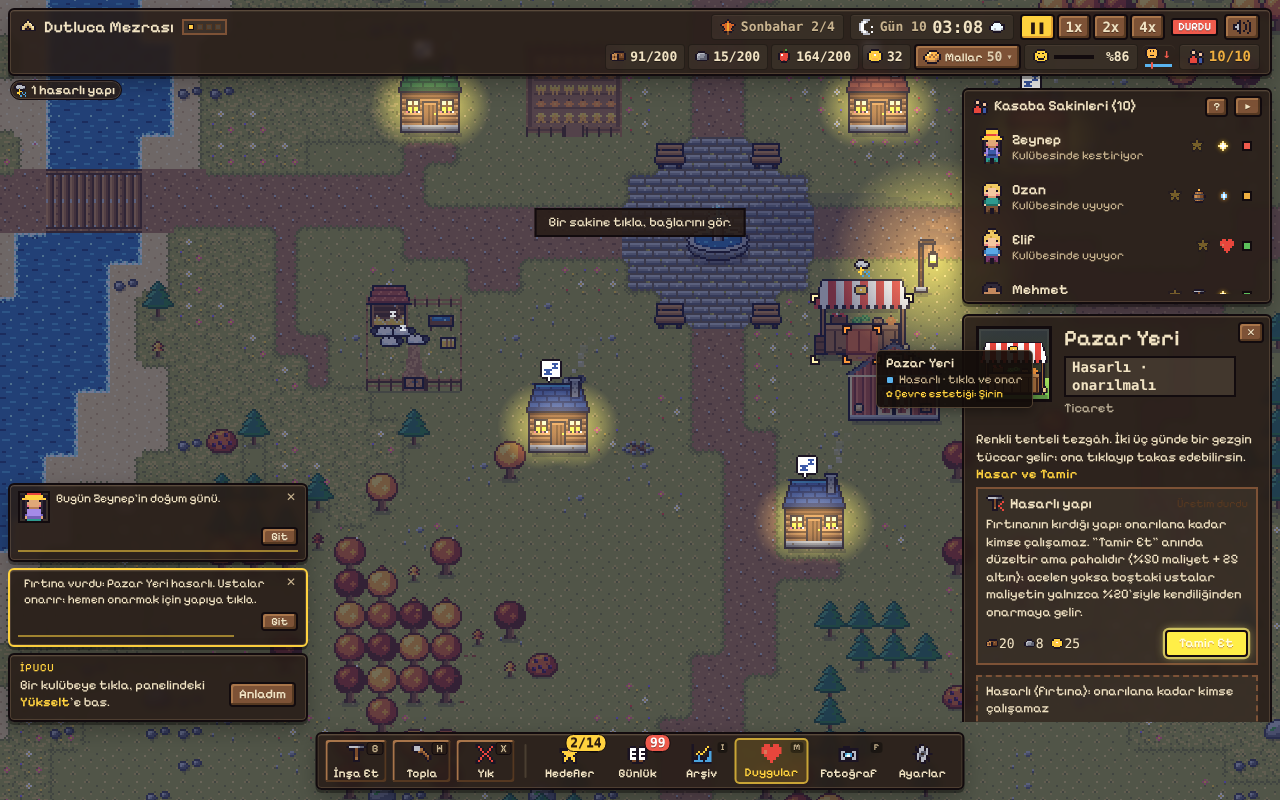 Dutluca Mezrası
Sonbahar 2/4
Gün 10 03:08
1x
2x
4x
DURDU
91/200
15/200
164/200
32
Mallar 50
%86
10/10
1 hasarlı yapı
Kasaba Sakinleri (10)
?
Zeynep
Kulübesinde kestiriyor
Ozan
Kulübesinde uyuyor
Elif
Kulübesinde uyuyor
Mehmet
Bir sakine tıkla, bağlarını gör.
Pazar Yeri
Hasarlı · tıkla ve onar
Çevre estetiği: Şirin
Pazar Yeri
Hasarlı ·
onarılmalı
Ticaret
Renkli tenteli tezgâh. İki üç günde bir gezgin
tüccar gelir: ona tıklayıp takas edebilirsin.
Hasar ve Tamir
Hasarlı yapı
Üretim durdu
Fırtınanın kırdığı yapı: onarılana kadar
kimse çalışamaz. "Tamir Et" anında
düzeltir ama pahalıdır (%80 maliyet + 25
altın): acelen yoksa boştaki ustalar
maliyetin yalnızca %20'siyle kendiliğinden
onarmaya gelir.
20 8 25
Tamir Et
Hasarlı (Fırtına): onarılana kadar kimse
çalışamaz
Bugün Zeynep'in doğum günü.
Git
Fırtına vurdu: Pazar Yeri hasarlı. Ustalar
onarır: hemen onarmak için yapıya tıkla.
Git
İPUCU
Bir kulübeye tıkla, panelindeki
Yükselt'e bas.
Anladım
İnşa Et
B
Topla
H
Yık
X
Hedefler
2/14
Günlük
99
Arşiv
I
Duygular
M
Fotoğraf
F
Ayarlar